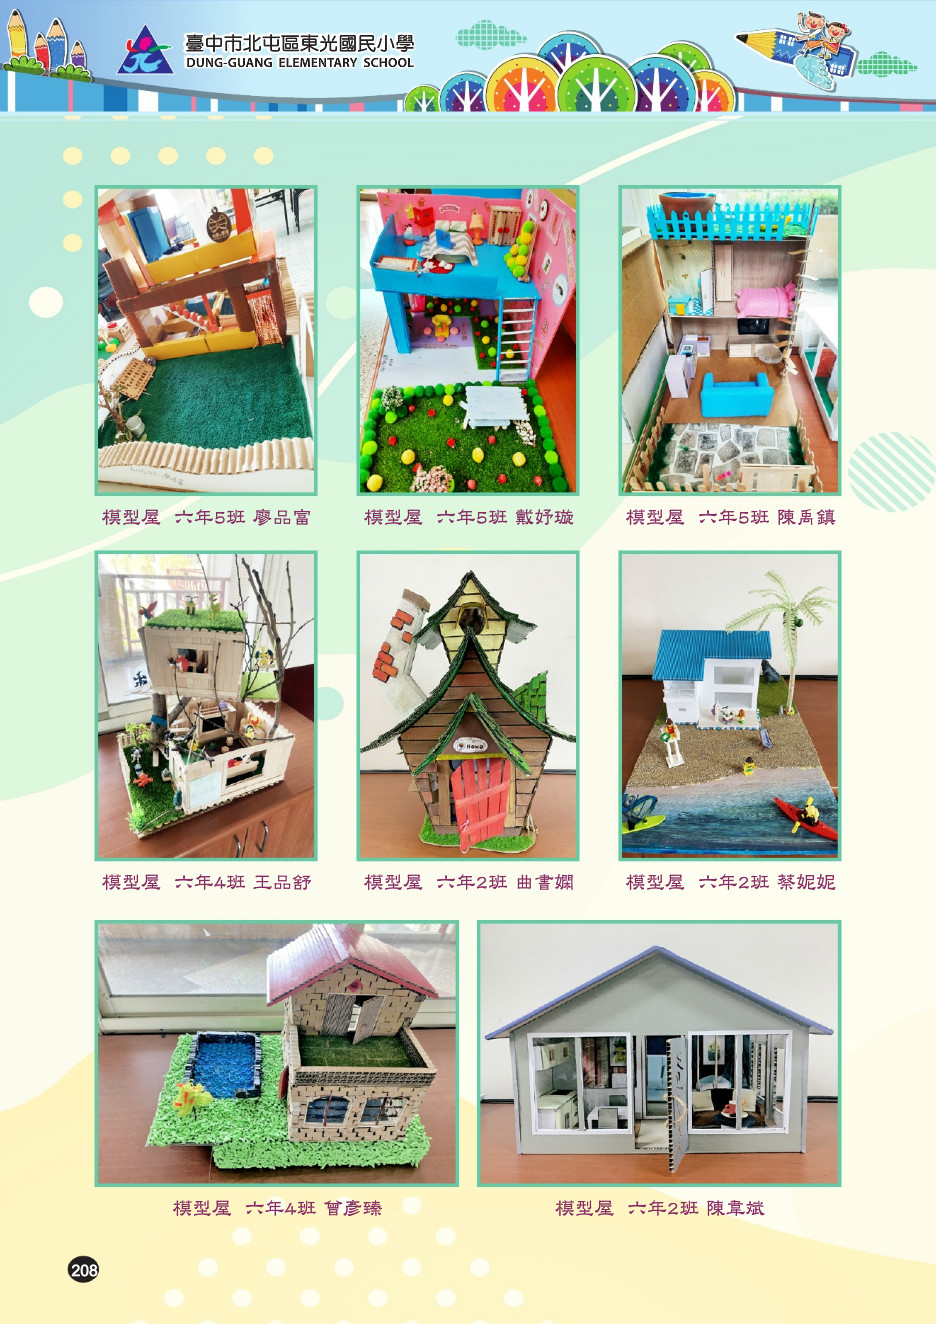 臺中市北屯區東光國民小學
DUNG-GUANG ELEMENTARY SCHOOL
模型屋 六年5班 廖品富
模型屋 六年5班 戴妤璇
模型屋 六年5班 陳禹鎮
HOME
模型屋 六年4班 王品舒
模型屋 六年2班 曲書嫻
模型屋 六年2班 蔡妮妮
模型屋 六年4班 曾彥臻
模型屋 六年2班 陳韋斌
208